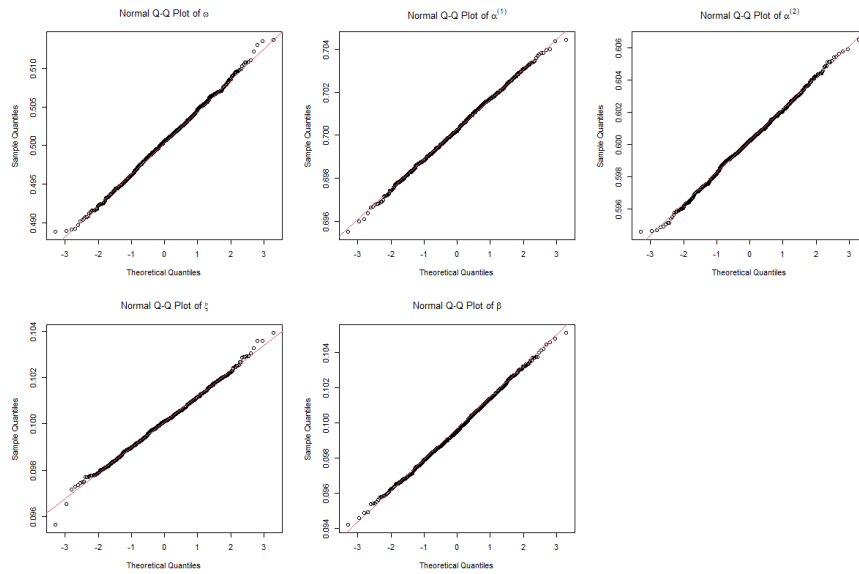 Normal Q-Q Plot of ω
Sample Quantiles
0.490 0.495 0.500 0.505 0.510
-3 -2 -1 0 1 2 3
Theoretical Quantiles
Normal Q-Q Plot of α(1)
Sample Quantiles
0.696 0.698 0.700 0.702 0.704
-3 -2 -1 0 1 2 3
Theoretical Quantiles
Normal Q-Q Plot of α(2)
Sample Quantiles
0.596 0.598 0.600 0.602 0.604 0.606
-3 -2 -1 0 1 2 3
Theoretical Quantiles
Normal Q-Q Plot of ξ
Sample Quantiles
0.096 0.098 0.100 0.102 0.104
-3 -2 -1 0 1 2 3
Theoretical Quantiles
Normal Q-Q Plot of β
Sample Quantiles
0.094 0.096 0.098 0.100 0.102 0.104
-3 -2 -1 0 1 2 3
Theoretical Quantiles